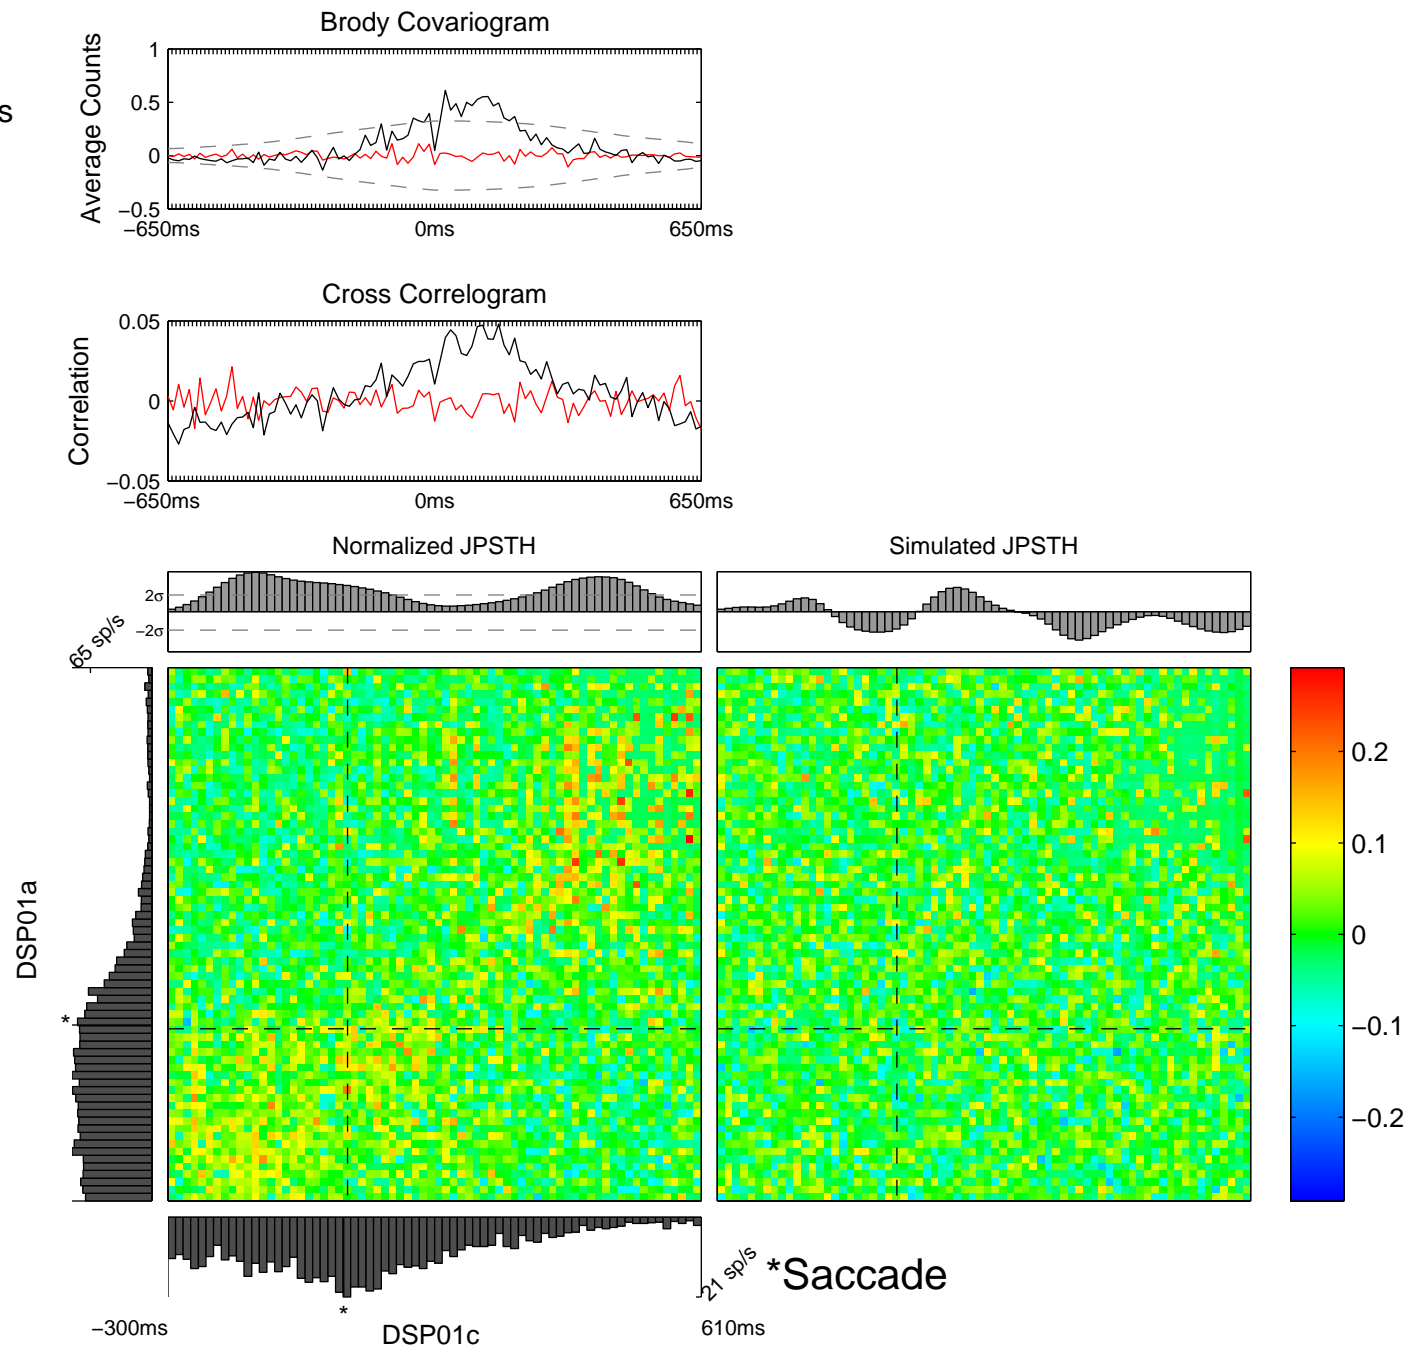 Brody Covariogram
s
Average Counts
1
0.5
0
−0.5
−650ms
0ms
650ms
Cross Correlogram
Correlation
0.05
0
−0.05
−650ms
0ms
650ms
Normalized JPSTH
Simulated JPSTH
2σ
−2σ
65 sp/s
DSP01a
*
0.2
0.1
0
−0.1
−0.2
21 sp/s
*Saccade
*
−300ms
DSP01c
610ms